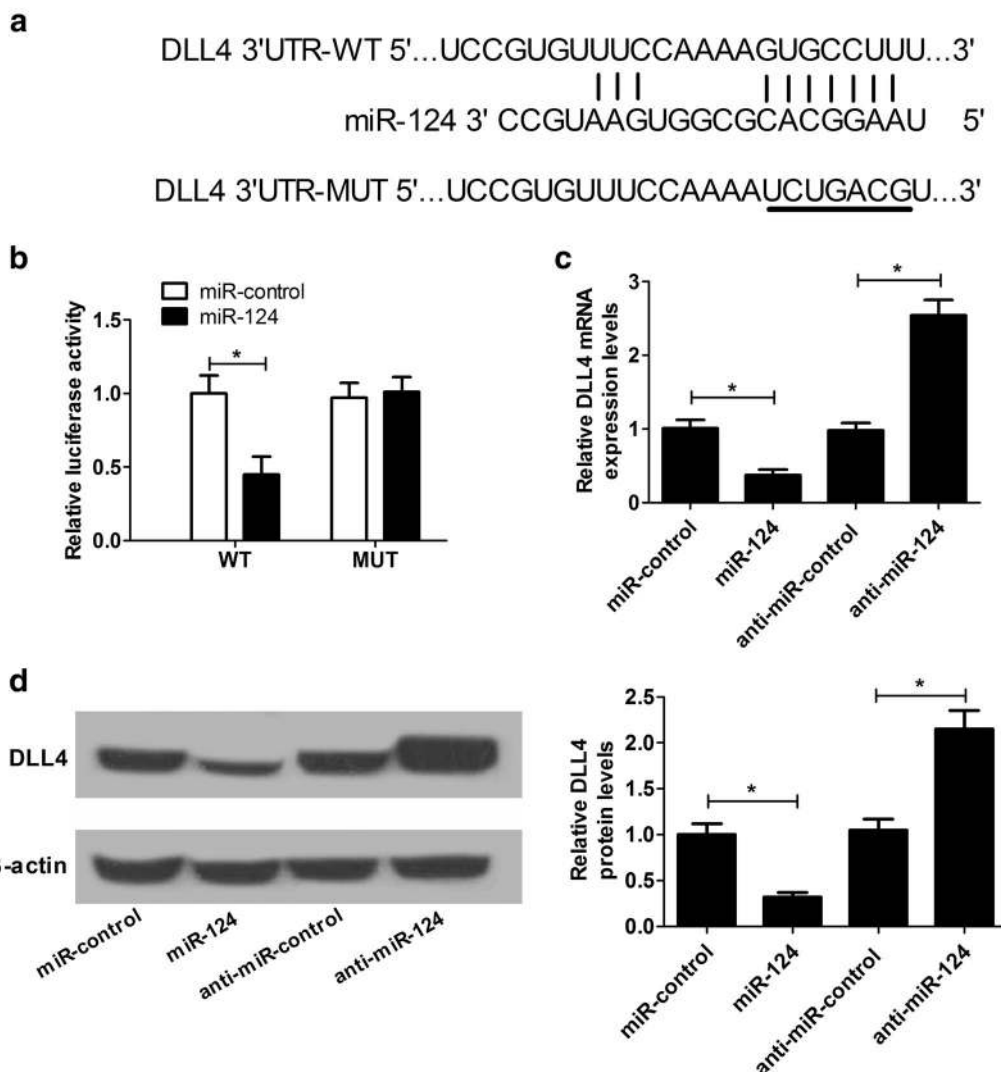 a
DLL4 3'UTR-WT 5'...UCCGUGUUUCCAAAAGUGCCUUU...3'
miR-124 3' CCGUAAGUGGCGCACGGAAU 5'
DLL4 3'UTR-MUT 5'...UCCGUGUUUCCAAAAUCUGACGU...3'
b
miR-control
miR-124
Relative luciferase activity
1.5
1.0
0.5
0.0
*
WT
MUT
c
Relative DLL4 mRNA
expression levels
3
2
1
0
*
*
miR-control
miR-124
anti-miR-control
anti-miR-124
d
DLL4
-actin
miR-control
miR-124
anti-miR-control
anti-miR-124
Relative DLL4
protein levels
2.5
2.0
1.5
1.0
0.5
0.0
*
*
miR-control
miR-124
anti-miR-control
anti-miR-124